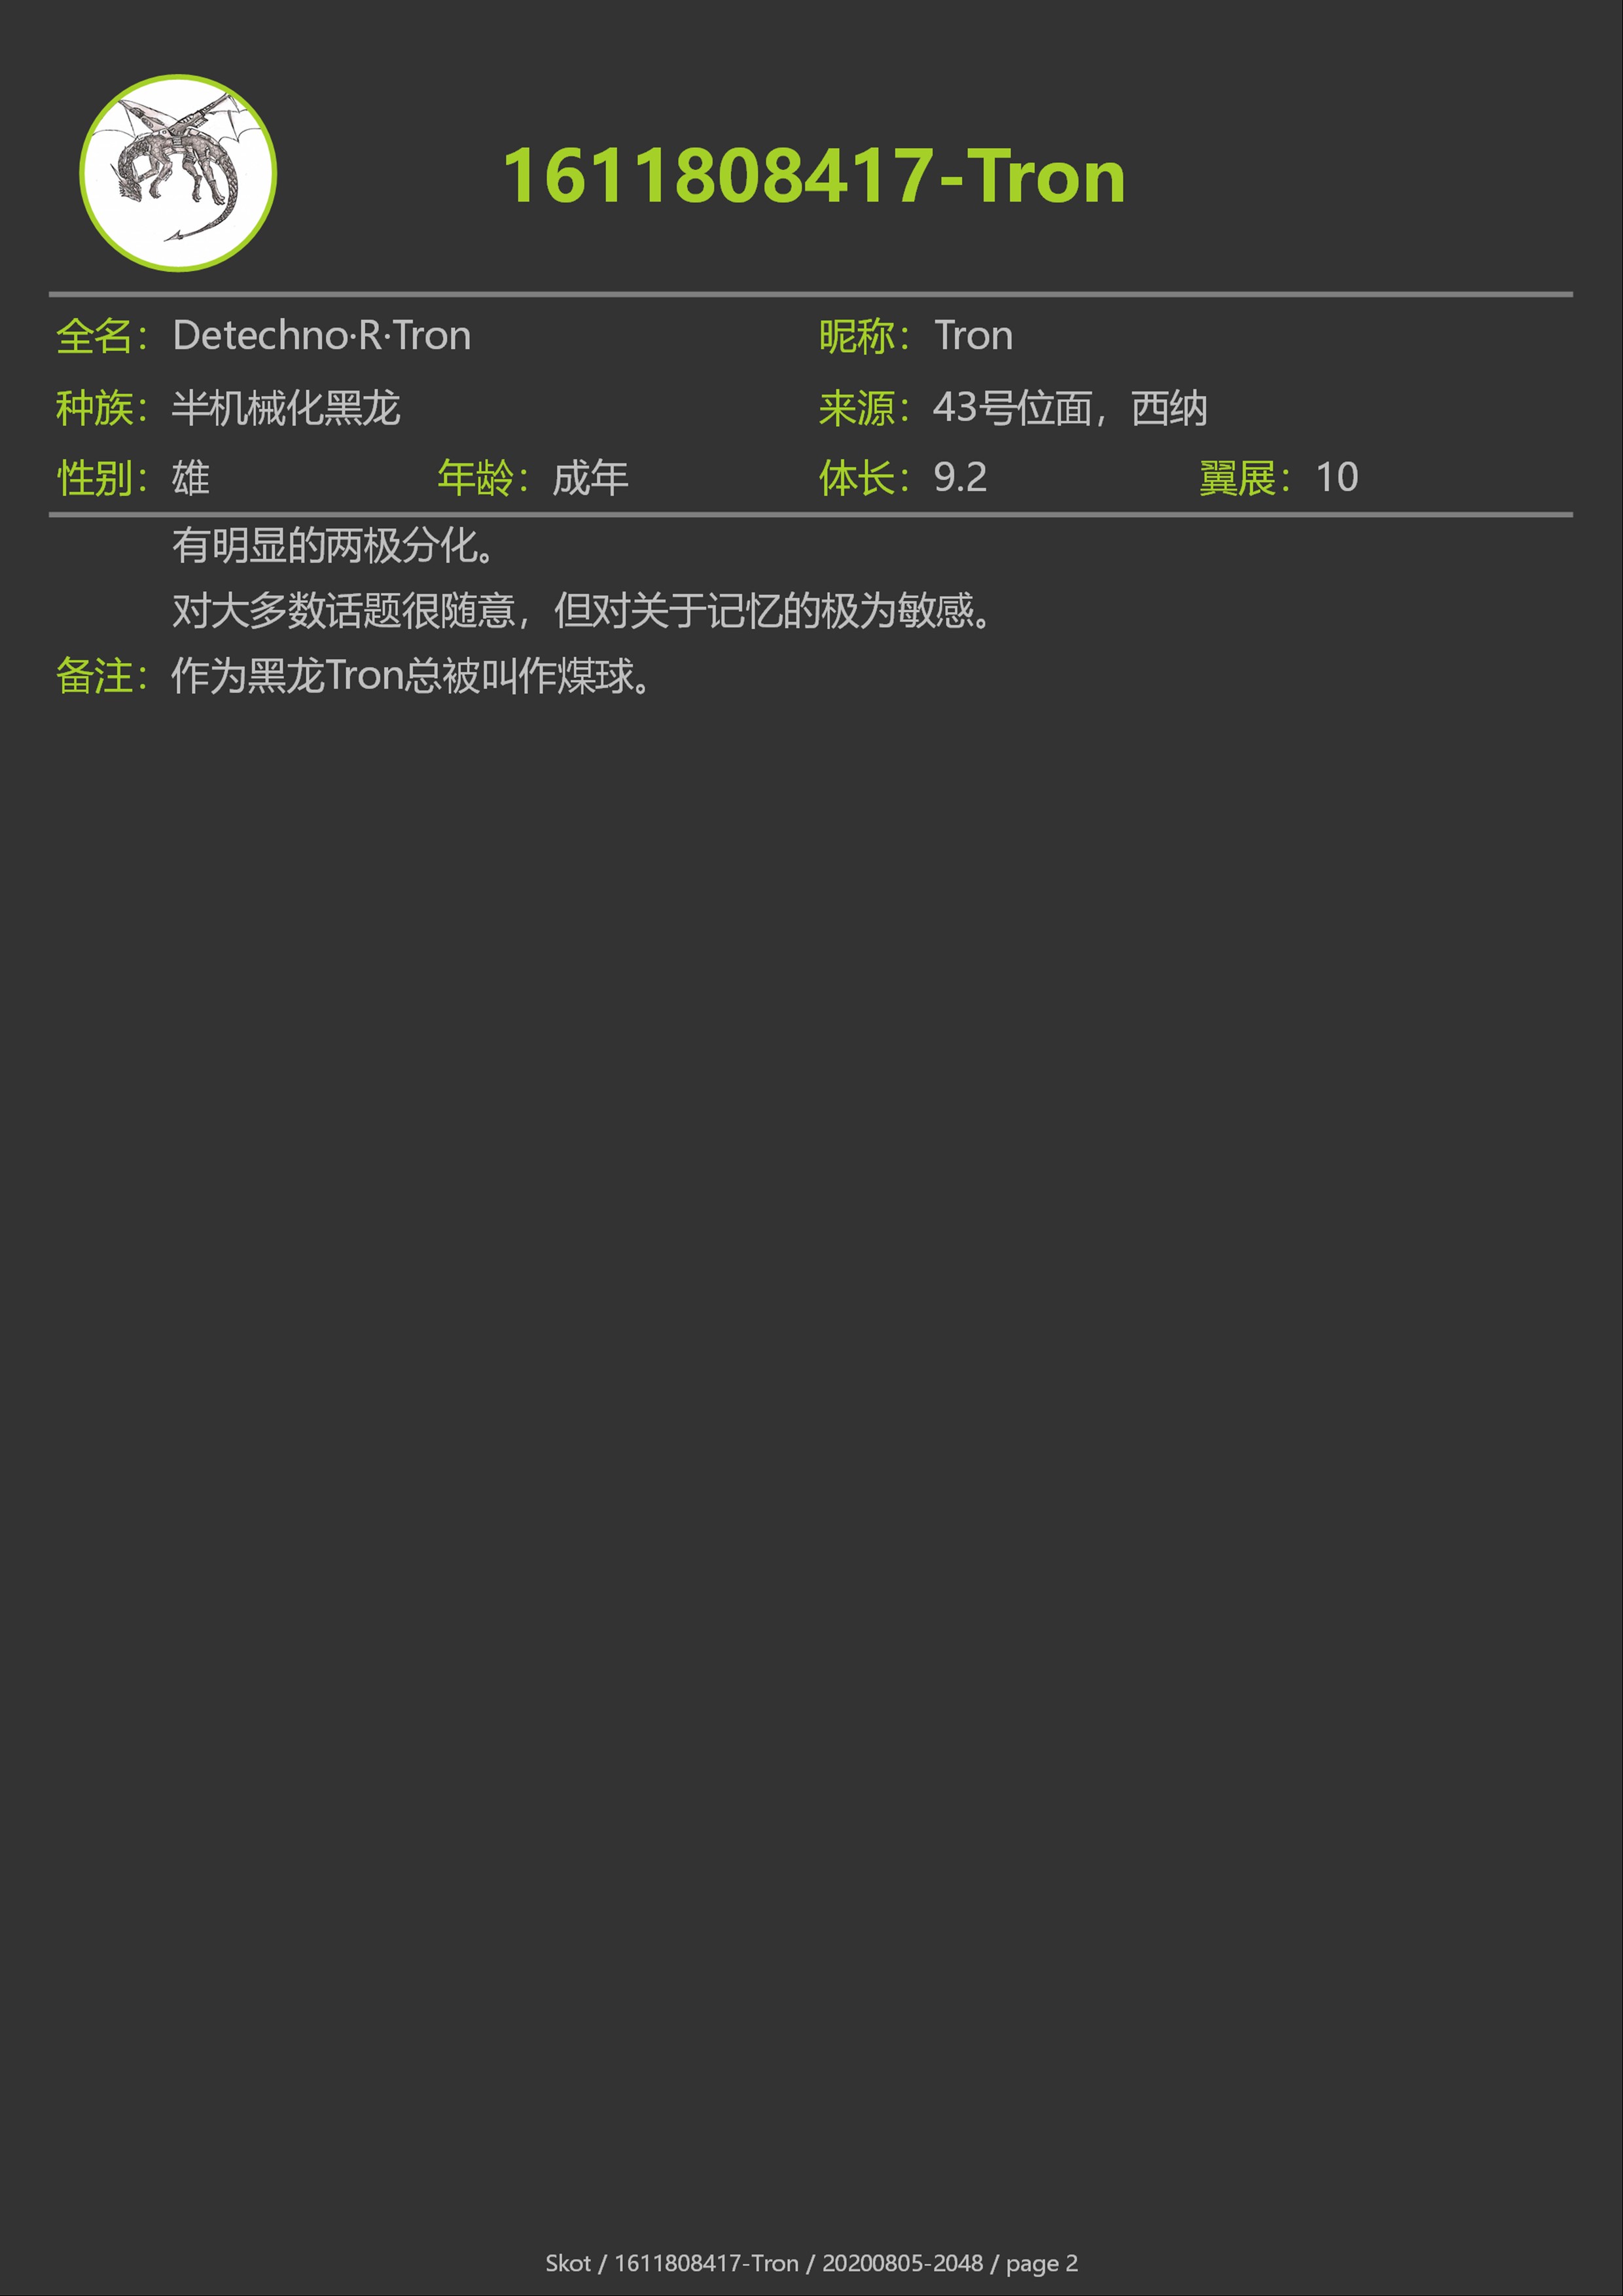 1611808417-Tron
全名： Detechno·R·Tron 昵称： Tron
种族： 半机械化黑龙 来源： 43号位面，西纳
性别： 雄 年龄： 成年 体长： 9.2 翼展： 10
有明显的两极分化。
对大多数话题很随意，但对关于记忆的极为敏感。
备注： 作为黑龙Tron总被叫作煤球。
Skot / 1611808417-Tron / 20200805-2048 / page 2